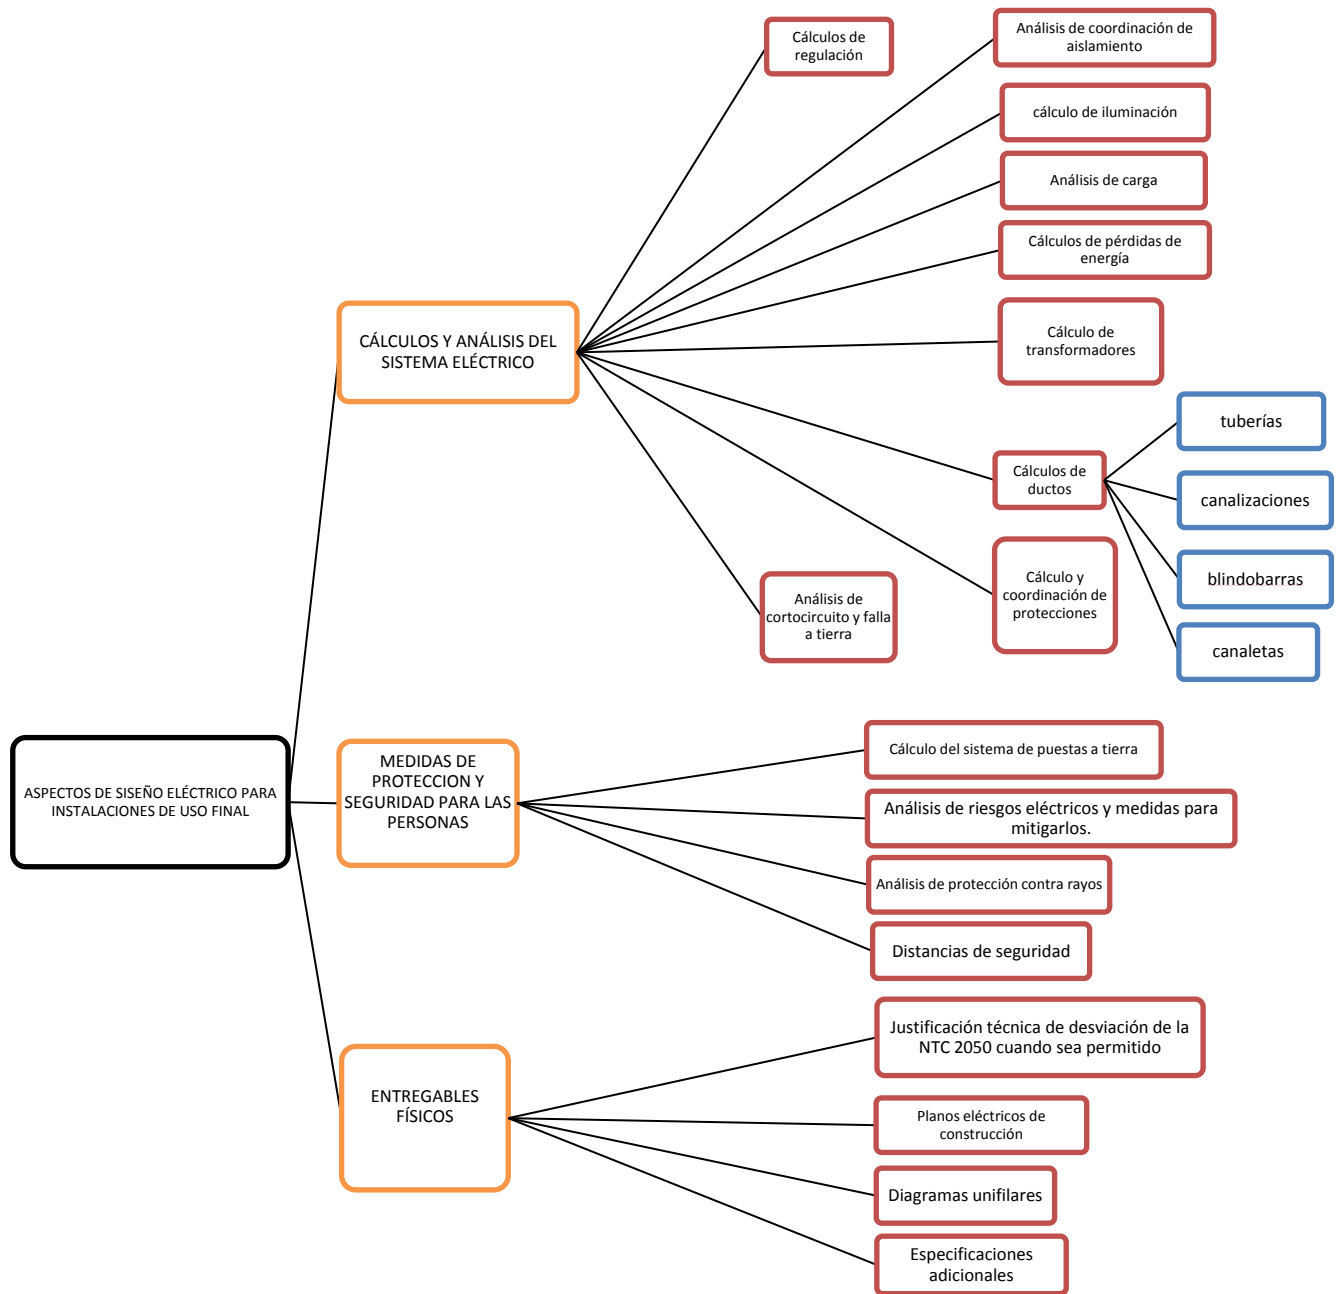 Cálculos de
regulación
Análisis de coordinación de
aislamiento
cálculo de iluminación
Análisis de carga
Cálculos de pérdidas de
energía
CÁLCULOS Y ANÁLISIS DEL
SISTEMA ELÉCTRICO
Cálculo de
transformadores
tuberías
Cálculos de
ductos
canalizaciones
blindobarras
canaletas
Cálculo y
coordinación de
protecciones
Análisis de
cortocircuito y falla
a tierra
ASPECTOS DE SISEÑO ELÉCTRICO PARA
INSTALACIONES DE USO FINAL
MEDIDAS DE
PROTECCION Y
SEGURIDAD PARA LAS
PERSONAS
Cálculo del sistema de puestas a tierra
Análisis de riesgos eléctricos y medidas para
mitigarlos.
Análisis de protección contra rayos
Distancias de seguridad
ENTREGABLES
FÍSICOS
Justificación técnica de desviación de la
NTC 2050 cuando sea permitido
Planos eléctricos de
construcción
Diagramas unifilares
Especificaciones
adicionales